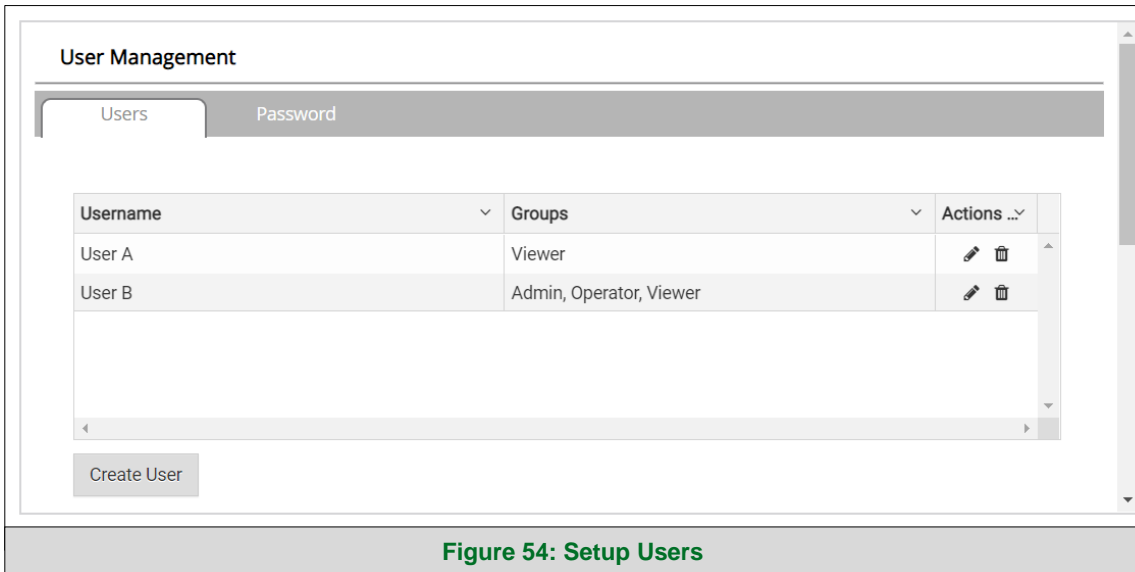 User Management
Users Password
Username Groups Actions ...
User A Viewer
User B Admin, Operator, Viewer
Create User
Figure 54: Setup Users